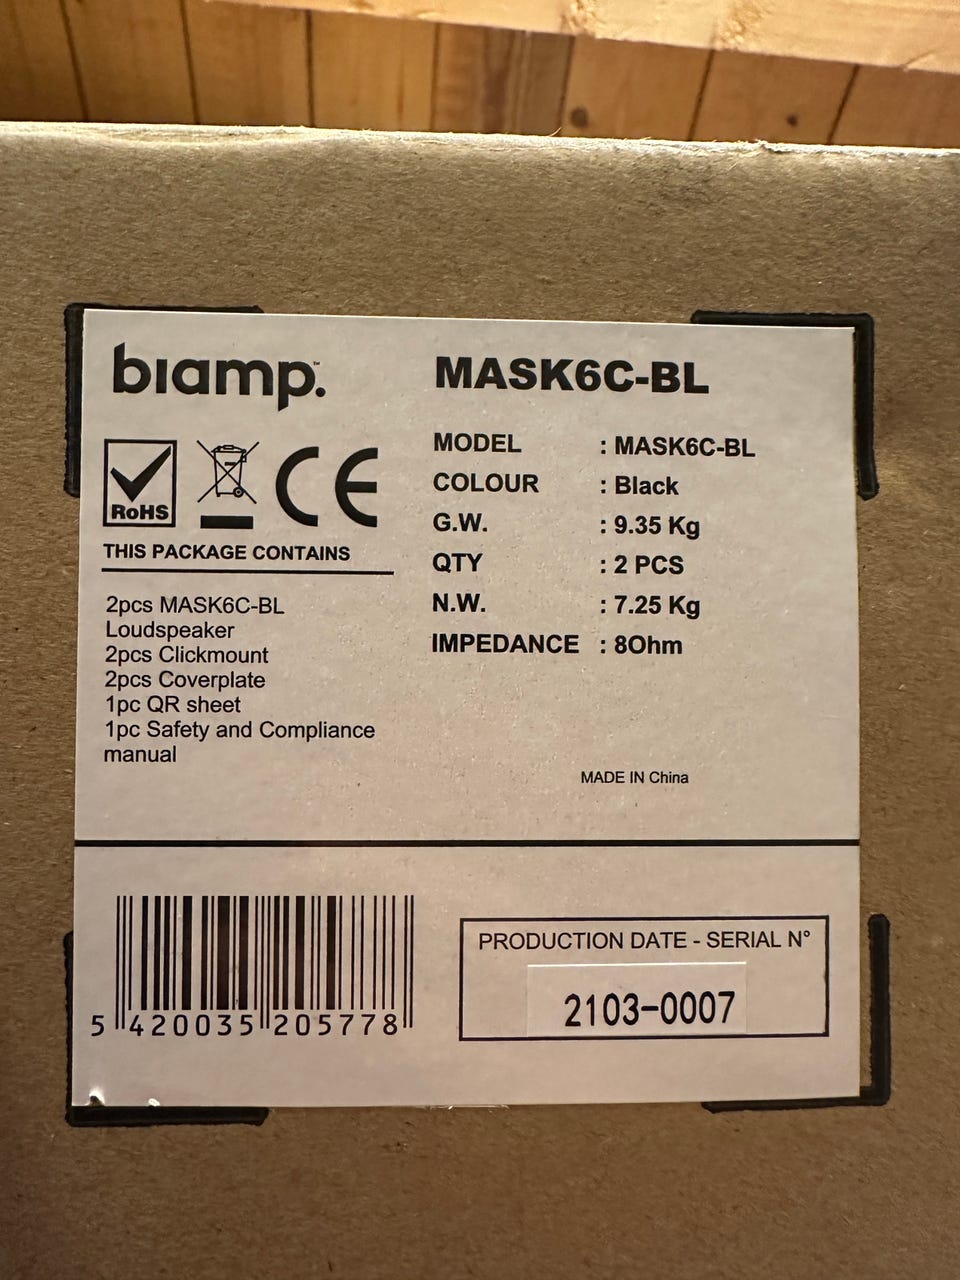 biamp.™
MASK6C-BL
MODEL : MASK6C-BL
COLOUR : Black
G.W. : 9.35 Kg
QTY : 2 PCS
N.W. : 7.25 Kg
IMPEDANCE : 8Ohm
RoHS
CE
THIS PACKAGE CONTAINS
2pcs MASK6C-BL
Loudspeaker
2pcs Clickmount
2pcs Coverplate
1pc QR sheet
1pc Safety and Compliance
manual
MADE IN China
5 420035 205778
PRODUCTION DATE - SERIAL N°
2103-0007